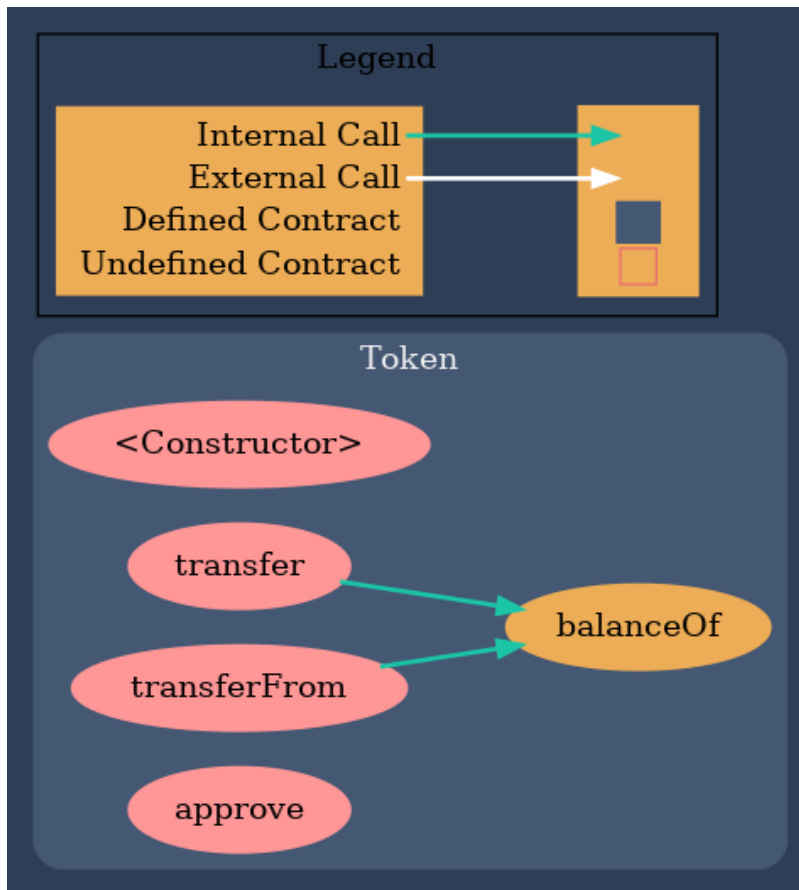 Legend
Internal Call
External Call
Defined Contract
Undefined Contract
Token
<Constructor>
transfer
balanceOf
transferFrom
approve